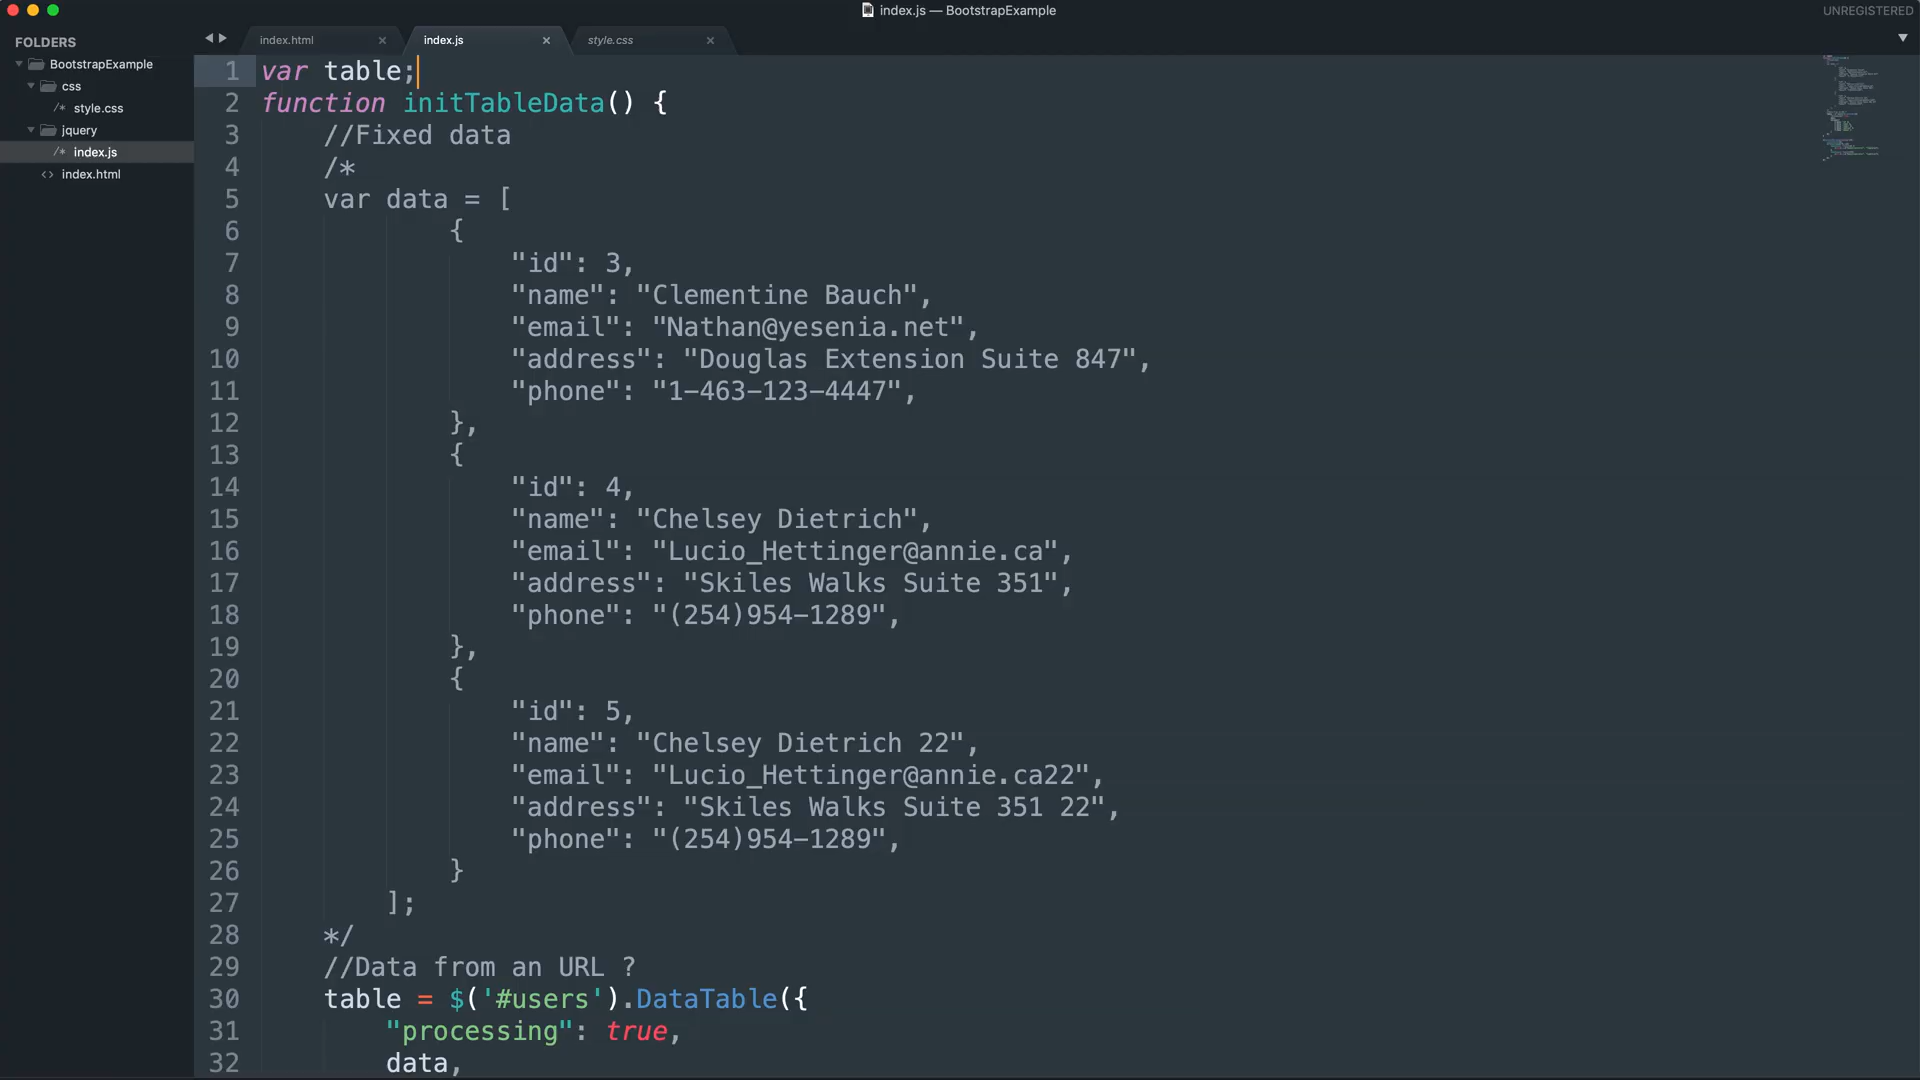 index.js — BootstrapExample
UNREGISTERED
FOLDERS
BootstrapExample
css
/* style.css
jquery
/* index.js
<> index.html
index.html ×
index.js ×
style.css ×
1 var table;
2 function initTableData() {
3 //Fixed data
4 /*
5 var data = [
6 {
7 "id": 3,
8 "name": "Clementine Bauch",
9 "email": "Nathan@yesenia.net",
10 "address": "Douglas Extension Suite 847",
11 "phone": "1-463-123-4447",
12 },
13 {
14 "id": 4,
15 "name": "Chelsey Dietrich",
16 "email": "Lucio_Hettinger@annie.ca",
17 "address": "Skiles Walks Suite 351",
18 "phone": "(254)954-1289",
19 },
20 {
21 "id": 5,
22 "name": "Chelsey Dietrich 22",
23 "email": "Lucio_Hettinger@annie.ca22",
24 "address": "Skiles Walks Suite 351 22",
25 "phone": "(254)954-1289",
26 }
27 ];
28 */
29 //Data from an URL ?
30 table = $('#users').DataTable({
31 "processing": true,
32 data,